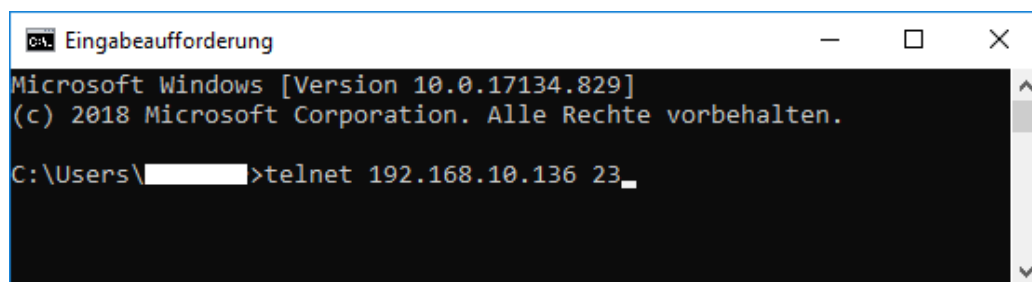 Eingabeaufforderung
Microsoft Windows [Version 10.0.17134.829]
(c) 2018 Microsoft Corporation. Alle Rechte vorbehalten.
C:\Users\ >telnet 192.168.10.136 23